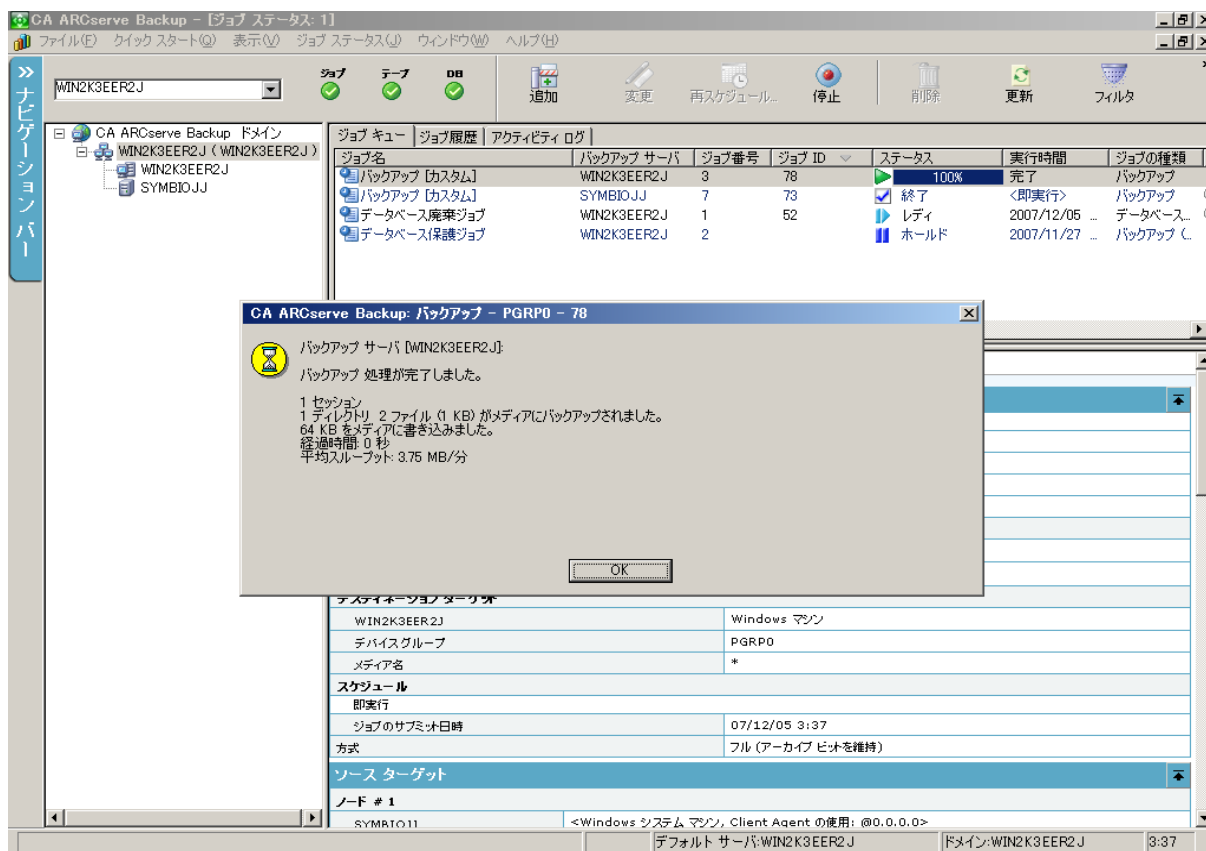 CA ARCserve Backup - [ジョブ ステータス: 1]
ファイル(F) クイック スタート(Q) 表示(V) ジョブ ステータス(J) ウィンドウ(W) ヘルプ(H)
ナビゲーション バー
WIN2K3EER2J
ジョブ テープ DB
追加 変更 再スケジュール... 停止 削除 更新 フィルタ
CA ARCserve Backup ドメイン
WIN2K3EER2J ( WIN2K3EER2J )
WIN2K3EER2J
SYMBIOJJ
ジョブ キュー ジョブ履歴 アクティビティ ログ
ジョブ名 バックアップ サーバ ジョブ番号 ジョブ ID ステータス 実行時間 ジョブの種類
バックアップ [カスタム] WIN2K3EER2J 3 78 100% 完了 バックアップ
バックアップ [カスタム] SYMBIOJJ 7 73 終了 <即実行> バックアップ
データベース廃棄ジョブ WIN2K3EER2J 1 52 レディ 2007/12/05 ... データベース...
データベース保護ジョブ WIN2K3EER2J 2 ホールド 2007/11/27 ... バックアップ (...
CA ARCserve Backup: バックアップ - PGRP0 - 78
バックアップ サーバ [WIN2K3EER2J]:
バックアップ 処理が完了しました。
1 セッション
1 ディレクトリ 2 ファイル (1 KB) がメディアにバックアップされました。
64 KB をメディアに書き込みました。
経過時間: 0 秒
平均スループット: 3.75 MB/分
OK
デスティネーション ターゲット
WIN2K3EER2J Windows マシン
デバイス グループ PGRP0
メディア名 *
スケジュール
即実行
ジョブのサブミット日時 07/12/05 3:37
方式 フル (アーカイブ ビットを維持)
ソース ターゲット
ノード # 1
SYMBIOJJ <Windows システム マシン, Client Agent の使用: @0.0.0.0>
デフォルト サーバ:WIN2K3EER2J ドメイン:WIN2K3EER2J 3:37